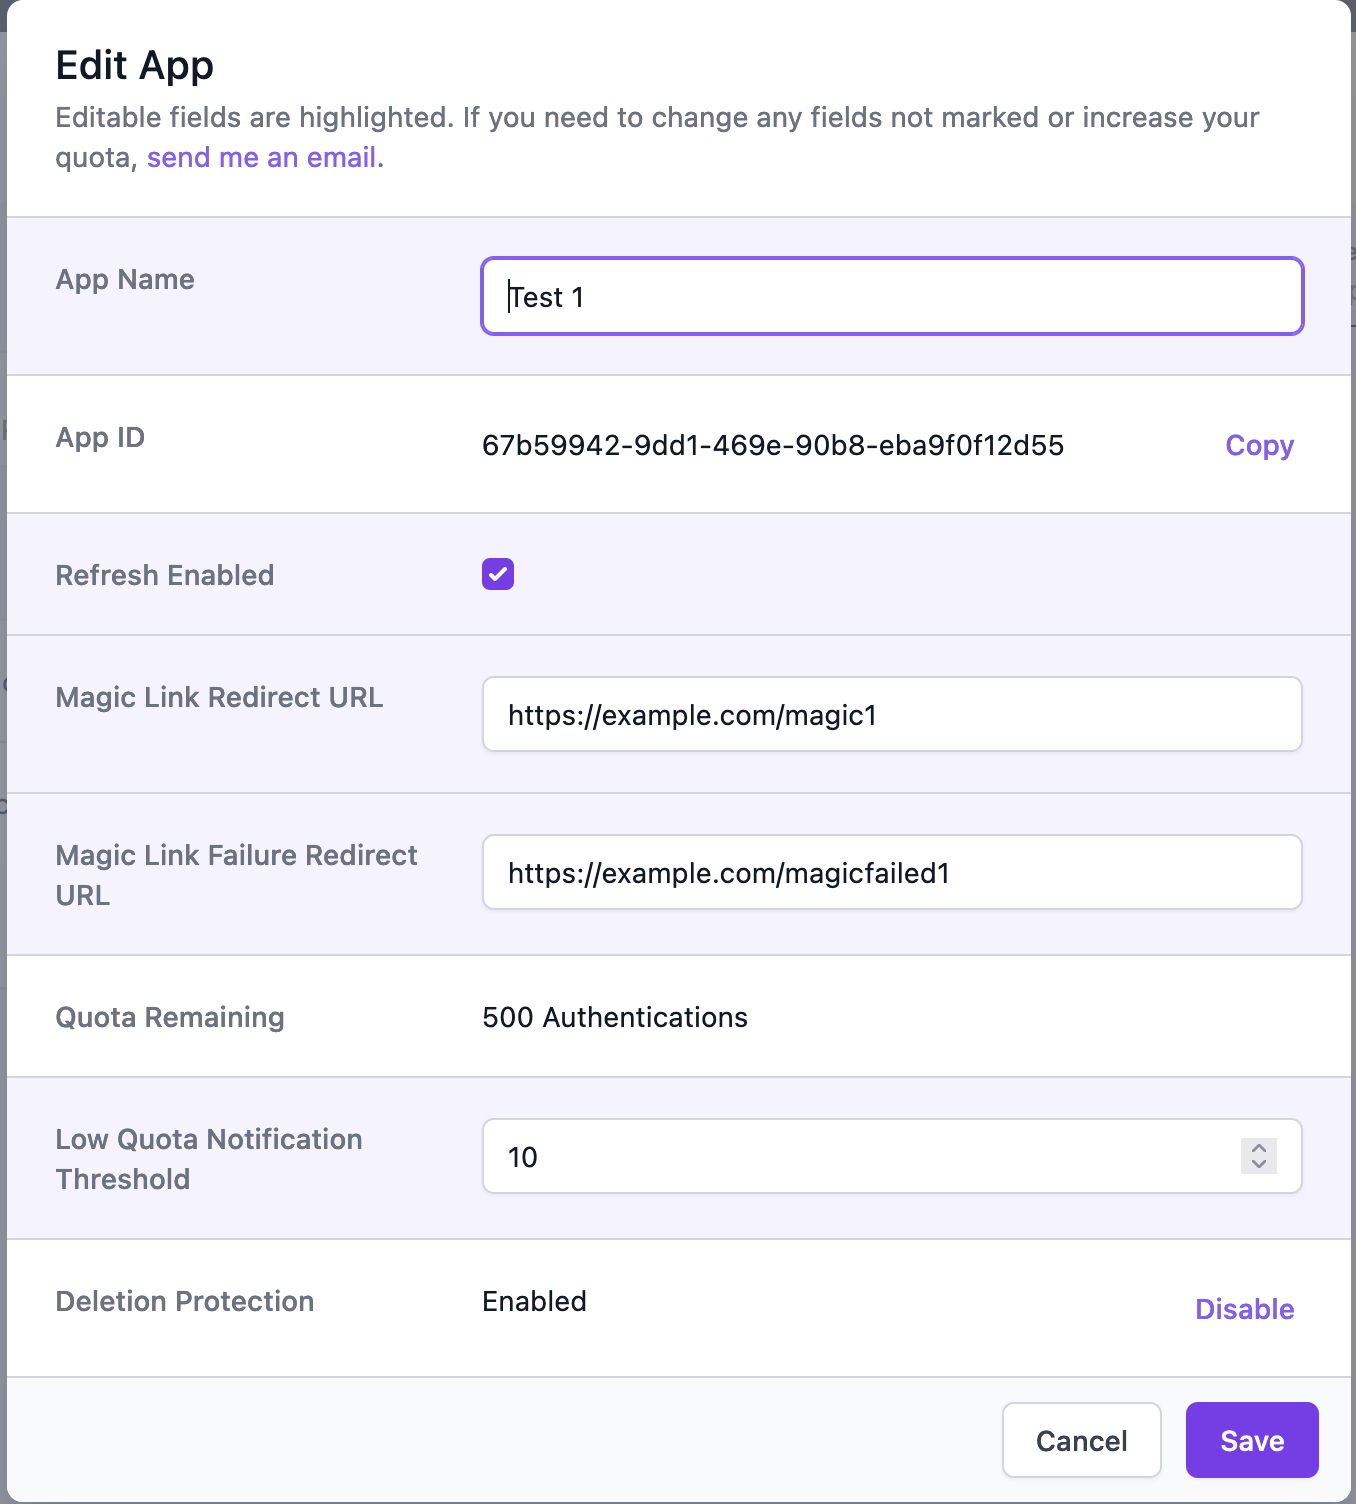 Edit App
Editable fields are highlighted. If you need to change any fields not marked or increase your
quota, send me an email.
App Name
Test 1
App ID
67b59942-9dd1-469e-90b8-eba9f0f12d55
Copy
Refresh Enabled
Magic Link Redirect URL
https://example.com/magic1
Magic Link Failure Redirect
URL
https://example.com/magicfailed1
Quota Remaining
500 Authentications
Low Quota Notification
Threshold
10
Deletion Protection
Enabled
Disable
Cancel
Save